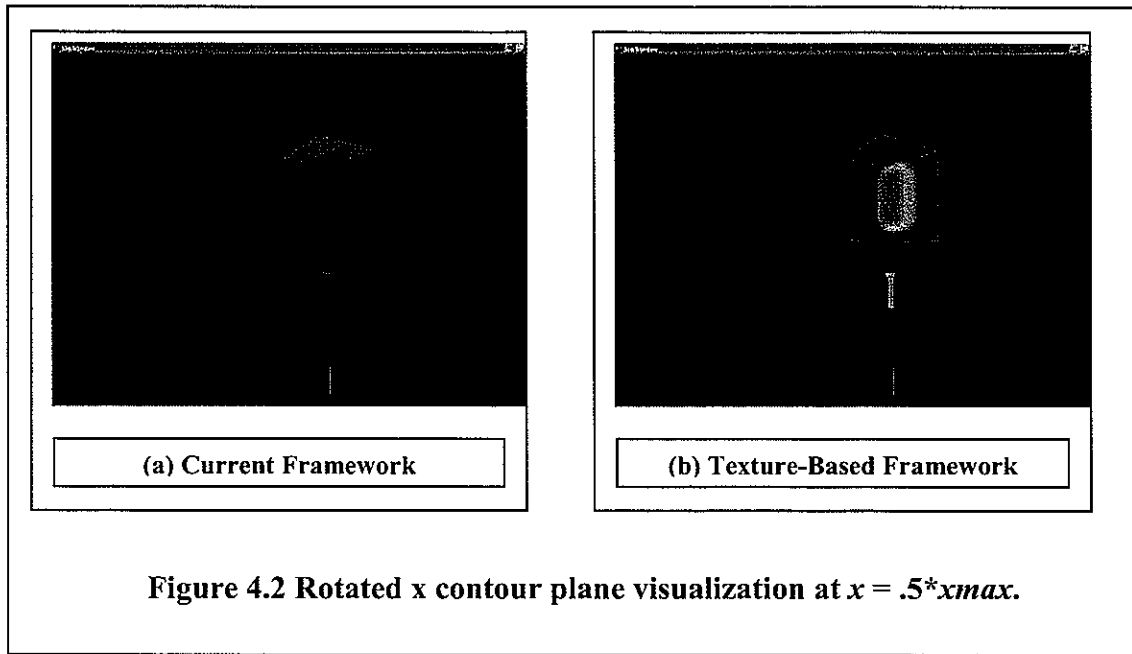 (a) Current Framework
(b) Texture-Based Framework
Figure 4.2 Rotated x contour plane visualization at x = .5*xmax.